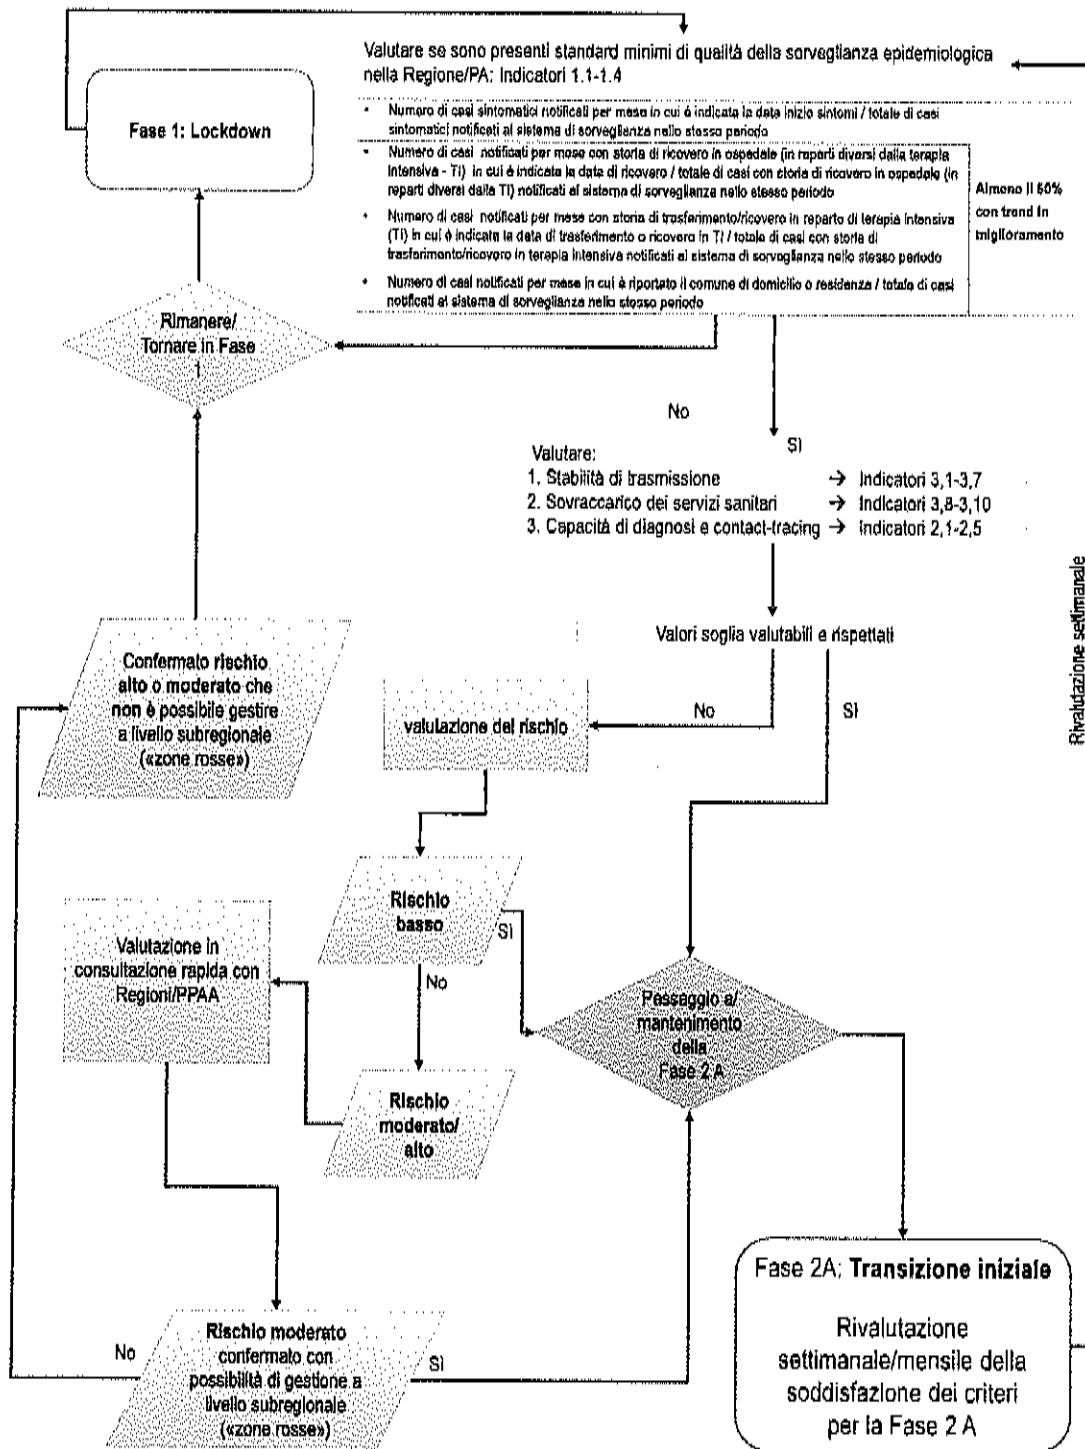 Valutare se sono presenti standard minimi di qualità della sorveglianza epidemiologica
nella Regione/PA: Indicatori 1.1-1.4
Fase 1: Lockdown
• Numero di casi sintomatici notificati per mese in cui è indicata la data inizio sintomi / totale di casi
sintomatici notificati al sistema di sorveglianza nello stesso periodo
• Numero di casi notificati per mese con storia di ricovero in ospedale (in reparti diversi dalla terapia
intensiva - TI) in cui è indicata la data di ricovero / totale di casi con storia di ricovero in ospedale (in
reparti diversi dalla TI) notificati al sistema di sorveglianza nello stesso periodo
• Numero di casi notificati per mese con storia di trasferimento/ricovero in reparto di terapia intensiva
(TI) in cui è indicata la data di trasferimento o ricovero in TI / totale di casi con storia di
trasferimento/ricovero in terapia intensiva notificati al sistema di sorveglianza nello stesso periodo
• Numero di casi notificati per mese in cui è riportato il comune di domicilio o residenza / totale di casi
notificati al sistema di sorveglianza nello stesso periodo
Almeno il
con trend in
miglioramento
Rimanere/
Tornare in Fase
1
No
Sì
Valutare:
1. Stabilità di trasmissione → Indicatori 3,1-3,7
2. Sovraccarico dei servizi sanitari → Indicatori 3,8-3,10
3. Capacità di diagnosi e contact-tracing → Indicatori 2,1-2,5
Rivalutazione settimanale
Valori soglia valutabili e rispettati
No
Sì
Confermato rischio
alto o moderato che
non è possibile gestire
a livello subregionale
(«zone rosse»)
valutazione del rischio
Rischio
basso
Sì
No
Valutazione in
consultazione rapida con
Regioni/PPAA
Passaggio a/
mantenimento
della
Fase 2 A
Rischio
moderato/
alto
Rischio moderato
confermato con
possibilità di gestione a
livello subregionale
(«zone rosse»)
No
Sì
Fase 2A: Transizione iniziale
Rivalutazione
settimanale/mensile della
soddisfazione dei criteri
per la Fase 2 A